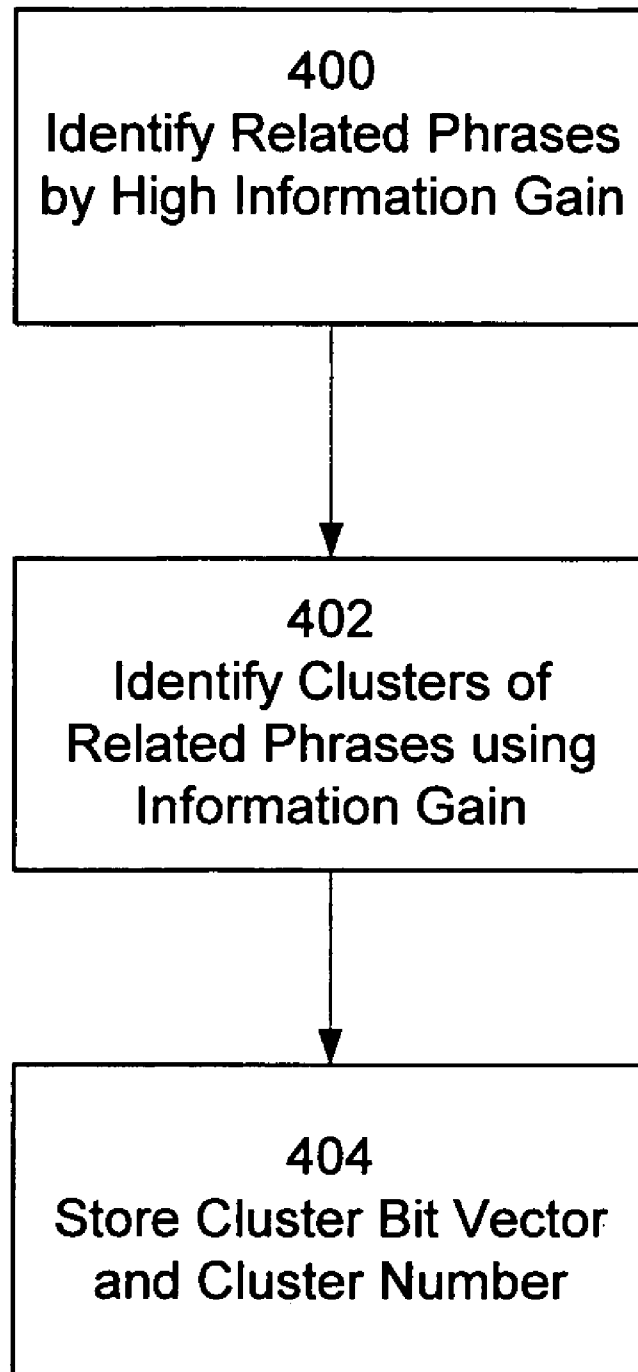 400
Identify Related Phrases
by High Information Gain
402
Identify Clusters of
Related Phrases using
Information Gain
404
Store Cluster Bit Vector
and Cluster Number